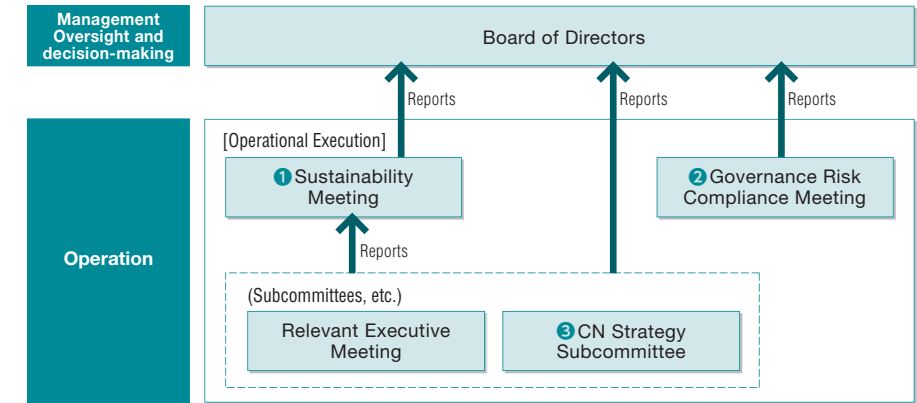 Management
Oversight and
decision-making
Board of Directors
Reports
Reports
Reports
Operation
[Operational Execution]
❶Sustainability
Meeting
❷Governance Risk
Compliance Meeting
Reports
(Subcommittees, etc.)
Relevant Executive
Meeting
❸CN Strategy
Subcommittee